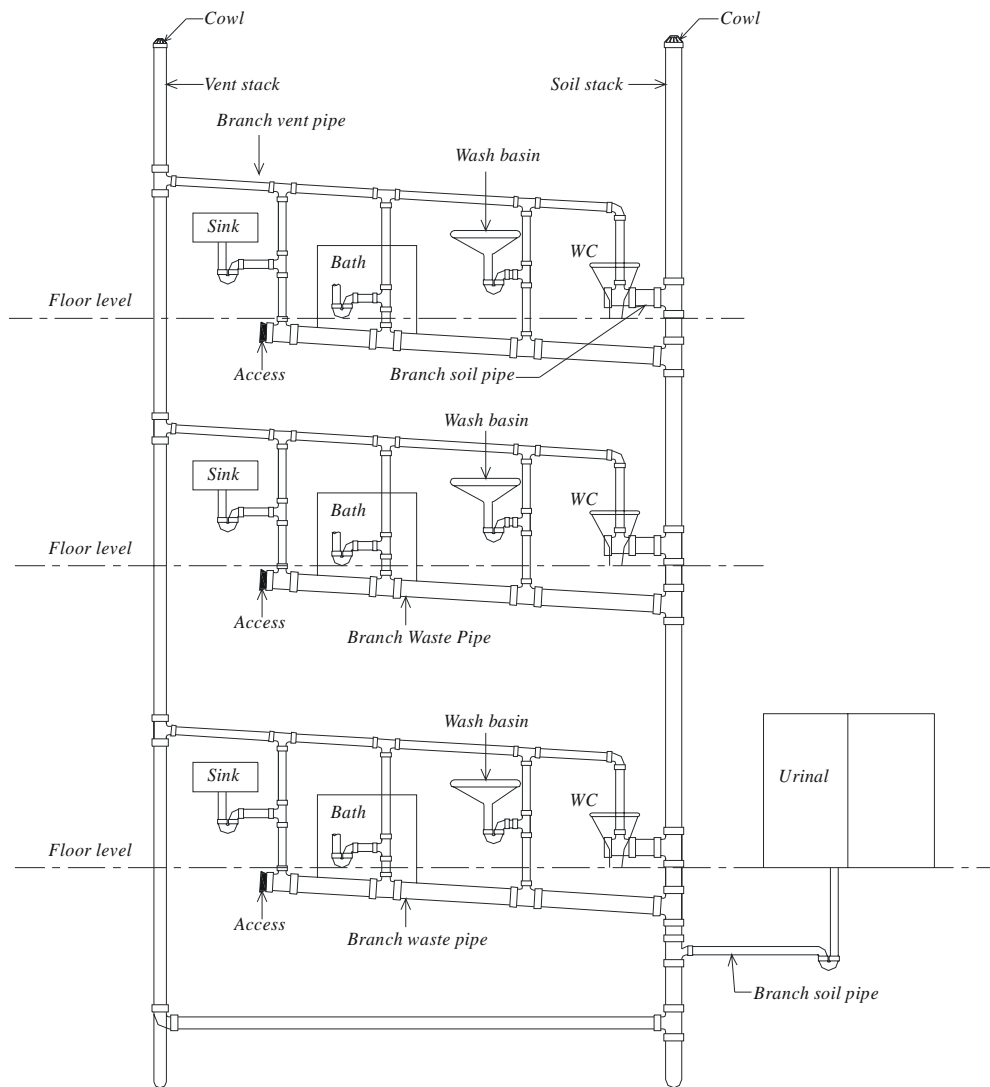 Cowl
Cowl
Vent stack
Soil stack
Branch vent pipe
Wash basin
Sink
Bath
WC
Floor level
Access
Branch soil pipe
Wash basin
Sink
Bath
WC
Floor level
Access
Branch Waste Pipe
Wash basin
Sink
Urinal
Bath
WC
Floor level
Access
Branch waste pipe
Branch soil pipe